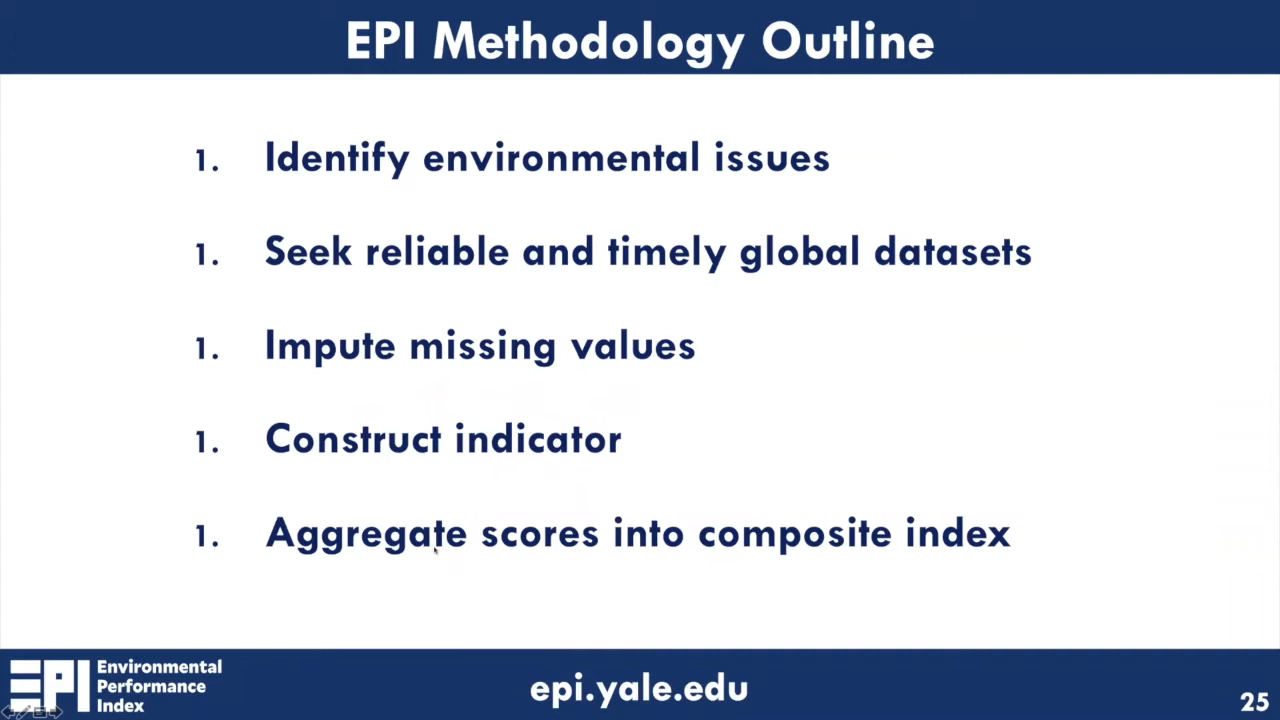 EPI Methodology Outline
1. Identify environmental issues
1. Seek reliable and timely global datasets
1. Impute missing values
1. Construct indicator
1. Aggregate scores into composite index
EPI
Environmental
Performance
Index
epi.yale.edu
25